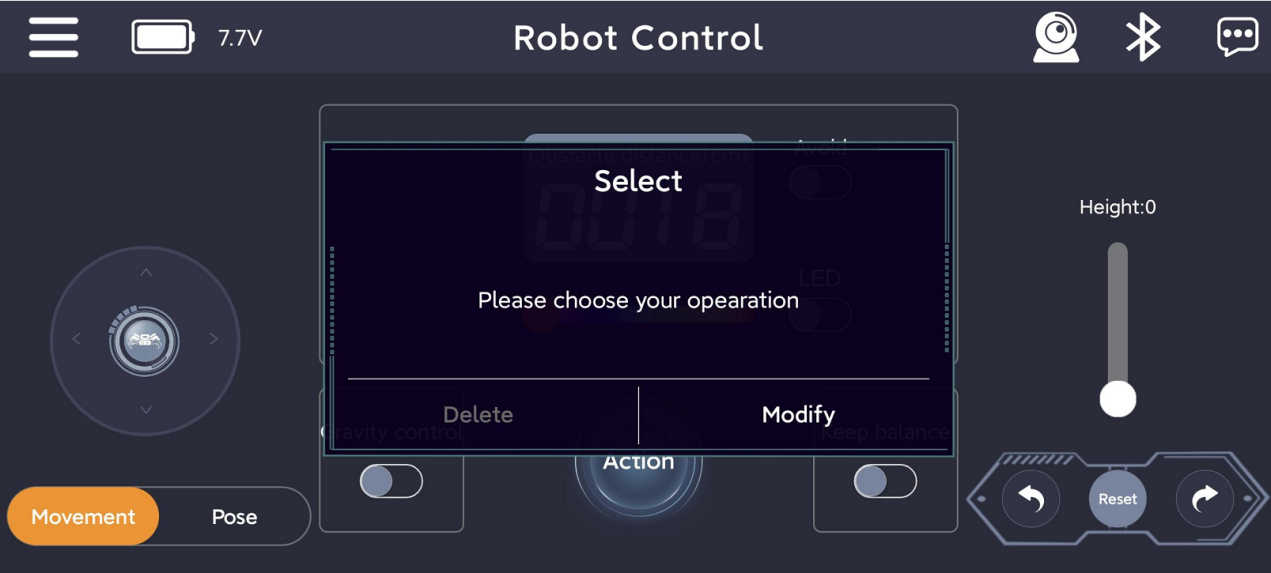 7.7V
Robot Control
Obstacle distance(cm)
Avoid
Select
0018
Height:0
LED
Please choose your opearation
Delete
Modify
Gravity control
Keep balance
Action
Movement
Pose
Reset